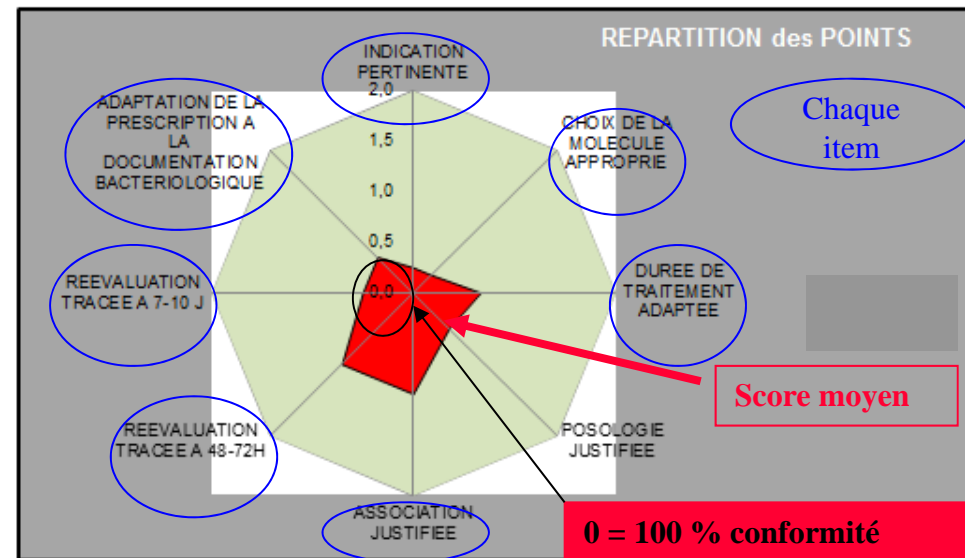 REPARTITION des POINTS
INDICATION
PERTINENTE
Chaque
item
ADAPTATION DE LA
PRESCRIPTION A
LA
DOCUMENTATION
BACTERIOLOGIQUE
CHOIX DE LA
MOLECULE
APPROPRIE
2,0
1,5
1,0
0,5
0,0
REEVALUATION
TRACEE A 7-10 J
DUREE DE
TRAITEMENT
ADAPTEE
Score moyen
REEVALUATION
TRACEE A 48-72H
POSOLOGIE
JUSTIFIEE
ASSOCIATION
JUSTIFIEE
0 = 100 % conformité